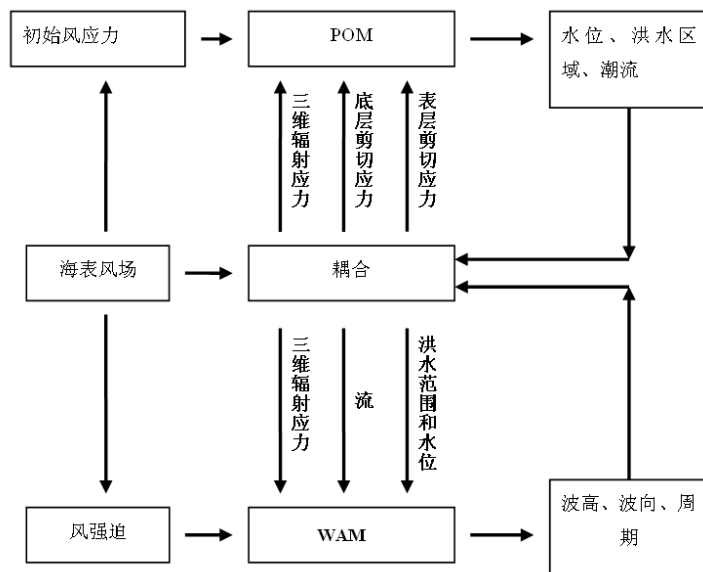 初始风应力
POM
水位、洪水区
域、潮流
三维辐射应力
底层剪切应力
表层剪切应力
海表风场
耦合
三维辐射应力
流
洪水范围和水位
风强迫
WAM
波高、波向、周
期